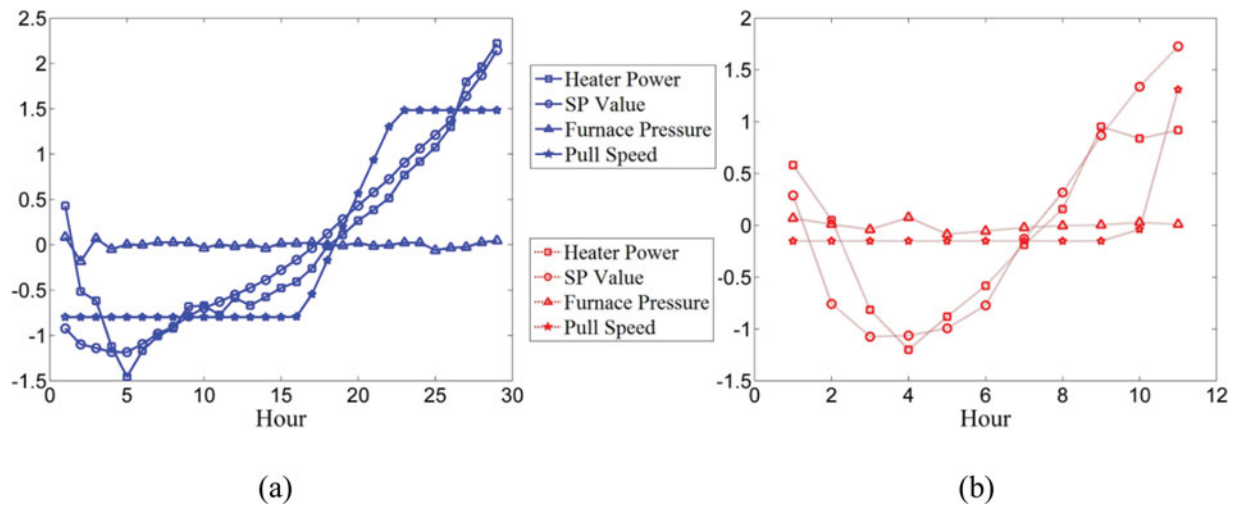 2.5
2
1.5
1
0.5
0
-0.5
-1
-1.5
0 5 10 15 20 25 30
Hour
(a)
Heater Power
SP Value
Furnace Pressure
Pull Speed
Heater Power
SP Value
Furnace Pressure
Pull Speed
2
1.5
1
0.5
0
-0.5
-1
-1.5
0 2 4 6 8 10 12
Hour
(b)